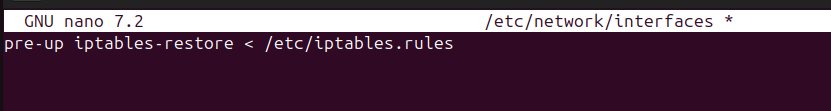 GNU nano 7.2 /etc/network/interfaces *
pre-up iptables-restore < /etc/iptables.rules